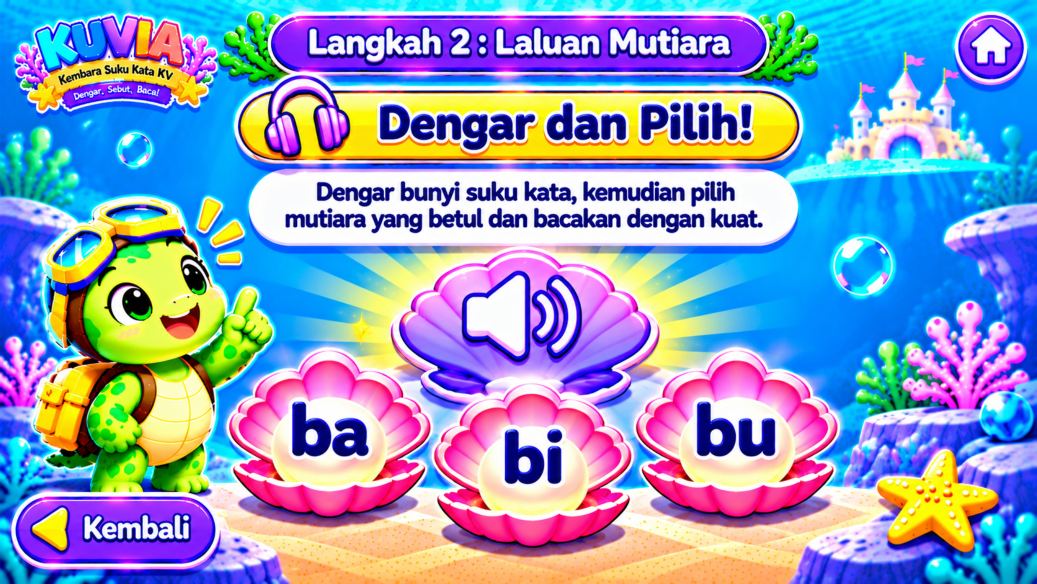 KUVIA
Kembara Suku Kata KV
Dengar, Sebut, Baca!
Langkah 2 : Laluan Mutiara
Dengar dan Pilih!
Dengar bunyi suku kata, kemudian pilih
mutiara yang betul dan bacakan dengan kuat.
ba
bi
bu
Kembali